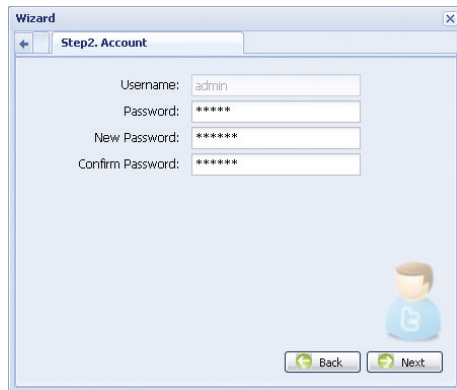 Wizard
Step2. Account
Username: admin
Password: *****
New Password: ******
Confirm Password: ******
Back Next